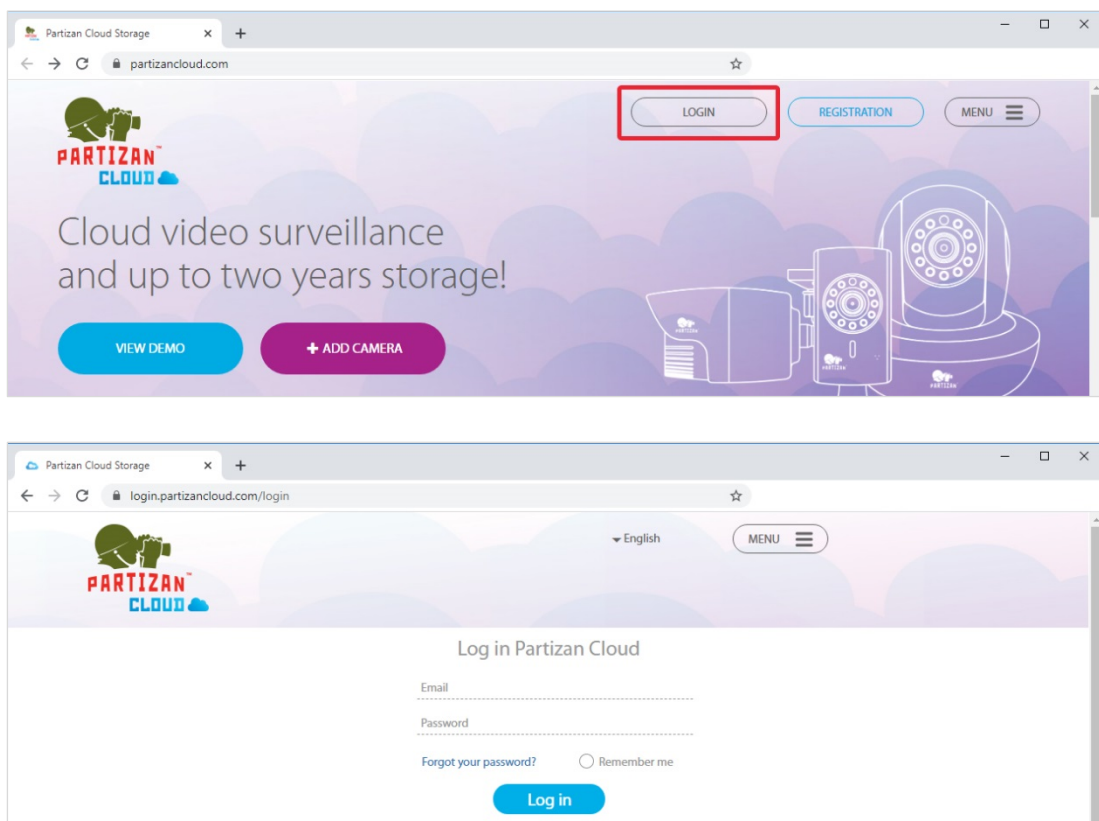 Partizan Cloud Storage
partizancloud.com
LOGIN
REGISTRATION
MENU
PARTIZAN™
CLOUD
Cloud video surveillance
and up to two years storage!
VIEW DEMO
+ ADD CAMERA
PARTIZAN
PARTIZAN
PARTIZAN
Partizan Cloud Storage
login.partizancloud.com/login
English
MENU
PARTIZAN™
CLOUD
Log in Partizan Cloud
Email
Password
Forgot your password?
Remember me
Log in